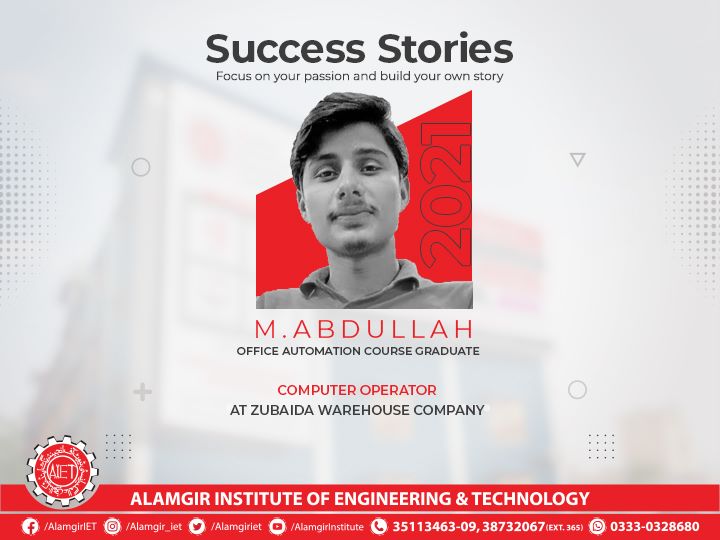 Success Stories
Focus on your passion and build your own story
2021
M.ABDULLAH
OFFICE AUTOMATION COURSE GRADUATE
COMPUTER OPERATOR
AT ZUBAIDA WAREHOUSE COMPANY
AIET
ALAMGIR INSTITUTE OF ENGINEERING & TECHNOLOGY
/AlamgirIET /Alamgir_iet /Alamgiriet /AlamgirInstitute 35113463-09, 38732067(EXT. 365) 0333-0328680